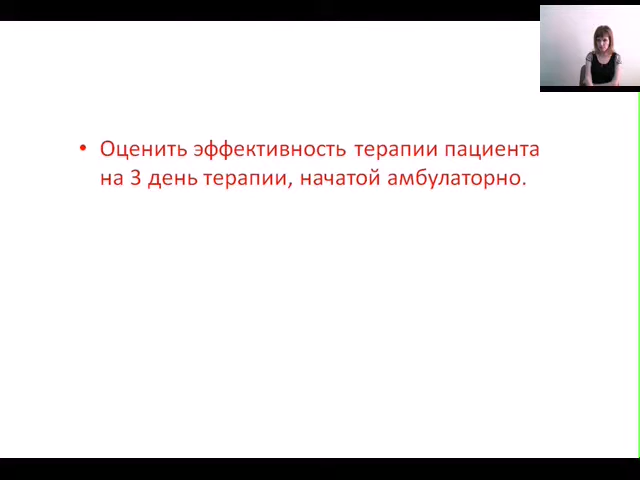 • Оценить эффективность терапии пациента
на 3 день терапии, начатой амбулаторно.